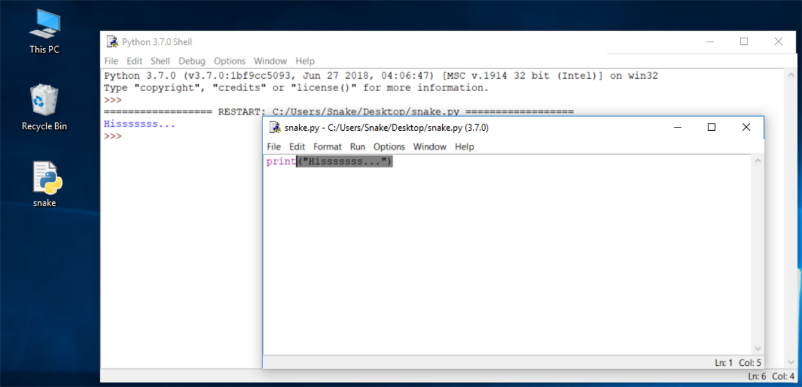 This PC
Recycle Bin
snake
Python 3.7.0 Shell
File Edit Shell Debug Options Window Help
Python 3.7.0 (v3.7.0:1bf9cc5093, Jun 27 2018, 04:06:47) [MSC v.1914 32 bit (Intel)] on win32
Type "copyright", "credits" or "license()" for more information.
>>>
================== RESTART: C:/Users/Snake/Desktop/snake.py ==================
Hisssssss...
>>>
snake.py - C:/Users/Snake/Desktop/snake.py (3.7.0)
File Edit Format Run Options Window Help
print("Hisssssss...")
Ln: 1 Col: 5
Ln: 6 Col: 4